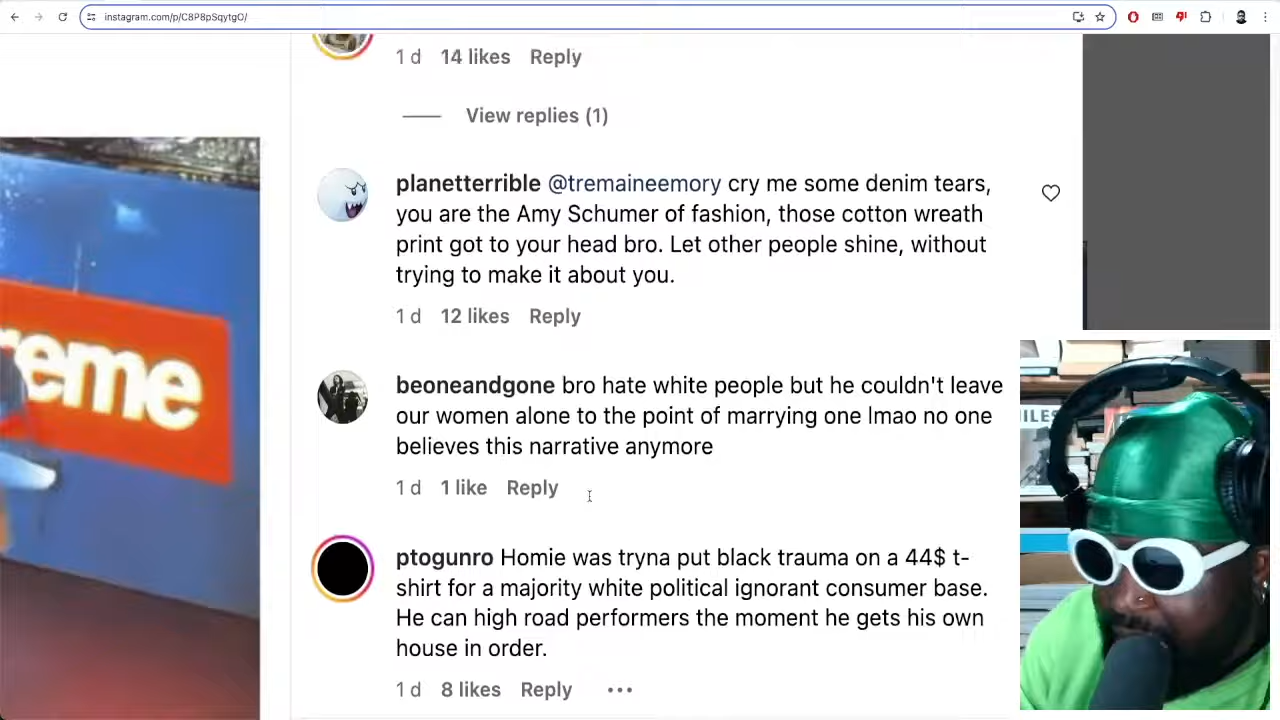 instagram.com/p/C8P8pSqytgO/
1 d 14 likes Reply
View replies (1)
planetterrible @tremaineemory cry me some denim tears,
you are the Amy Schumer of fashion, those cotton wreath
print got to your head bro. Let other people shine, without
trying to make it about you.
1 d 12 likes Reply
reme
beoneandgone bro hate white people but he couldn't leave
our women alone to the point of marrying one lmao no one
believes this narrative anymore
1 d 1 like Reply
ILES
ptogunro Homie was tryna put black trauma on a 44$ t-
shirt for a majority white political ignorant consumer base.
He can high road performers the moment he gets his own
house in order.
1 d 8 likes Reply